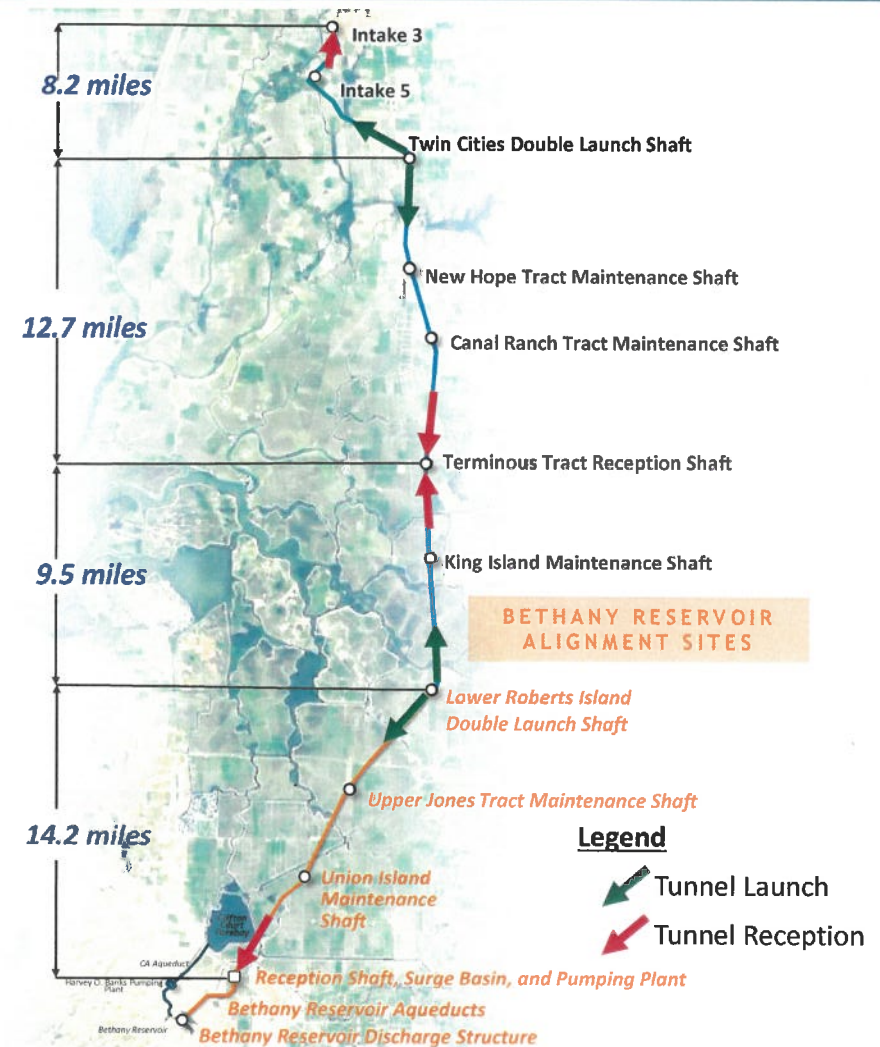 Intake 3
8.2 miles
Intake 5
Twin Cities Double Launch Shaft
New Hope Tract Maintenance Shaft
12.7 miles
Canal Ranch Tract Maintenance Shaft
Terminous Tract Reception Shaft
King Island Maintenance Shaft
9.5 miles
BETHANY RESERVOIR
ALIGNMENT SITES
Lower Roberts Island
Double Launch Shaft
Upper Jones Tract Maintenance Shaft
14.2 miles
Legend
Tunnel Launch
Tunnel Reception
Union Island
Maintenance
Shaft
Court
Forebay
CA Aqueduct
Harvey O. Banks Pumping
Plant
Reception Shaft, Surge Basin, and Pumping Plant
Bethany Reservoir Aqueducts
Bethany Reservoir
Bethany Reservoir Discharge Structure